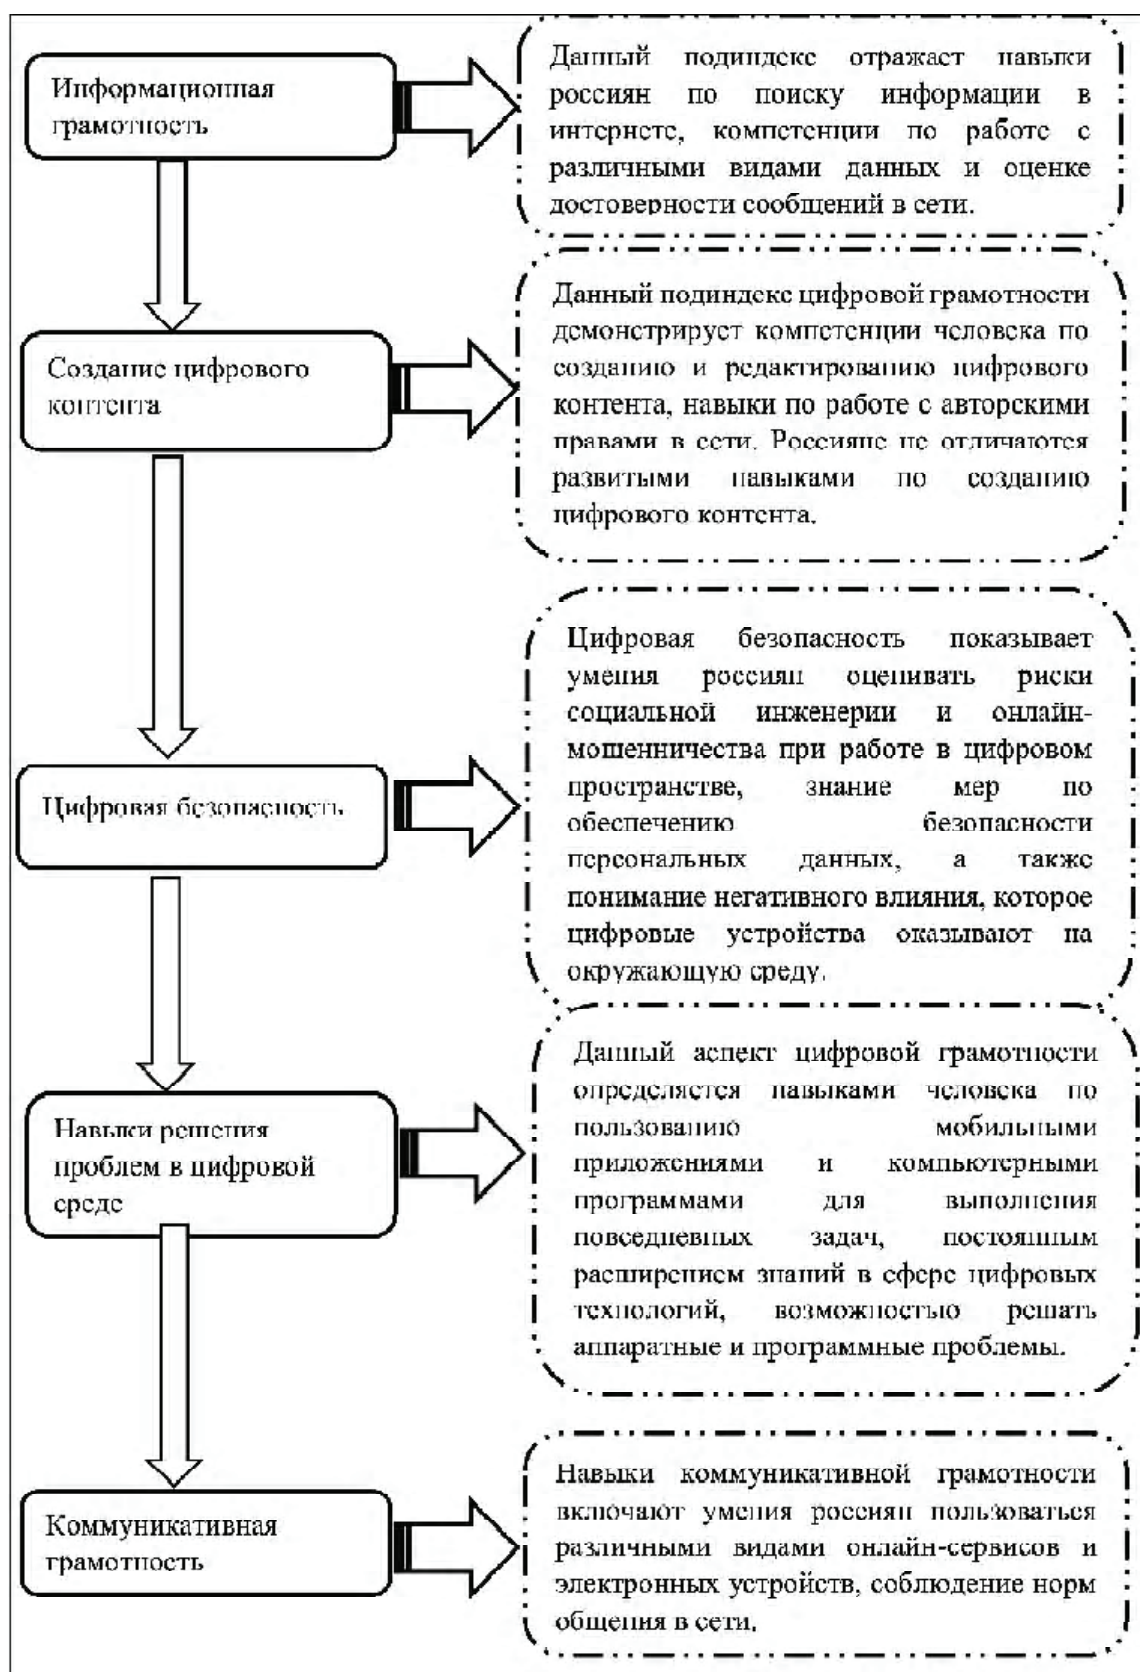 Информационная
грамотность
Данный подиндекс отражает навыки
россиян по поиску информации в
интернете, компетенции по работе с
различными видами данных и оценке
достоверности сообщений в сети.
Создание цифрового
контента
Данный подиндекс цифровой грамотности
демонстрирует компетенции человека по
созданию и редактированию цифрового
контента, навыки по работе с авторскими
правами в сети. Россияне не отличаются
развитыми навыками по созданию
цифрового контента.
Цифровая безопасность
Цифровая безопасность показывает
умения россиян оценивать риски
социальной инженерии и онлайн-
мошенничества при работе в цифровом
пространстве, знание мер по
обеспечению безопасности
персональных данных, а также
понимание негативного влияния, которое
цифровые устройства оказывают на
окружающую среду.
Навыки решения
проблем в цифровой
среде
Данный аспект цифровой грамотности
определяется навыками человека по
пользованию мобильными
приложениями и компьютерными
программами для выполнения
повседневных задач, постоянным
расширением знаний в сфере цифровых
технологий, возможностью решать
аппаратные и программные проблемы.
Коммуникативная
грамотность
Навыки коммуникативной грамотности
включают умения россиян пользоваться
различными видами онлайн-сервисов и
электронных устройств, соблюдение норм
общения в сети.